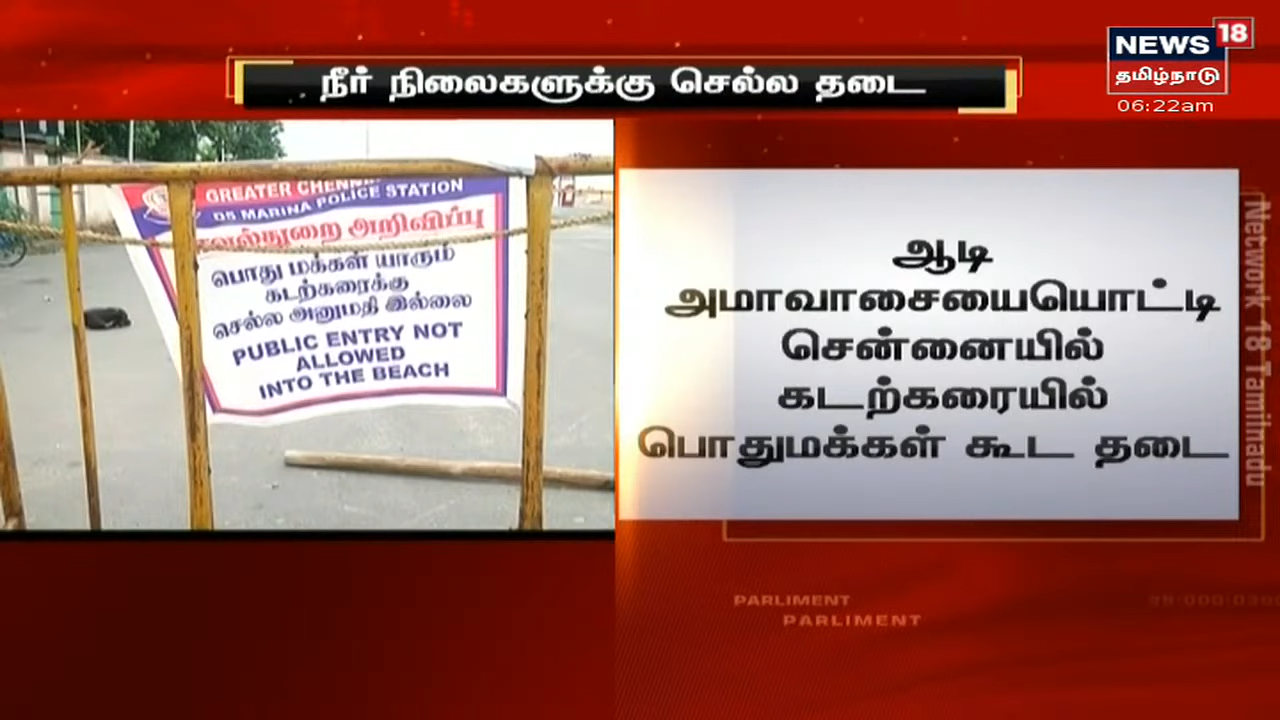 NEWS 18
தமிழ்நாடு
06:22am
நீர் நிலைகளுக்கு செல்ல தடை
GREATER
D5 MARINA POLICE STATION
அறிவிப்பு
பொது மக்கள் யாரும்
கடற்கரைக்கு
செல்ல அனுமதி இல்லை
PUBLIC ENTRY NOT
ALLOWED
INTO THE BEACH
ஆடி
அமாவாசையையொட்டி
சென்னையில்
கடற்கரையில்
பொதுமக்கள் கூட தடை
Network 18 Tamilnadu
PARLIMENT
PARLIMENT